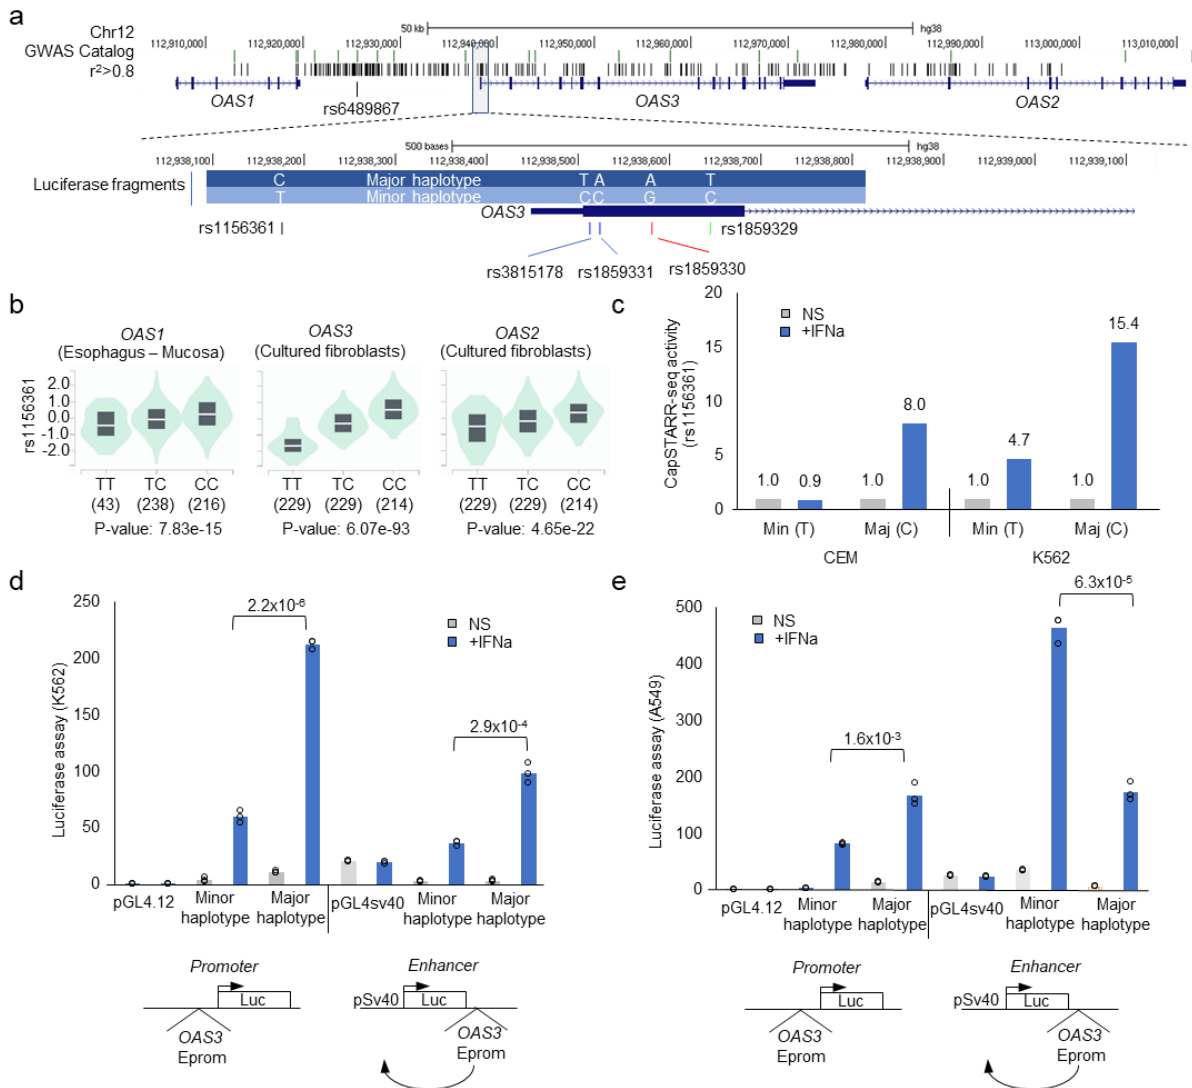 a
50 kb hg38
Chr12
112,910,000 112,920,000 112,930,000 112,940,000 112,950,000 112,960,000 112,970,000 112,980,000 112,990,000 113,000,000 113,010,000
GWAS Catalog
r²>0.8
OAS1 OAS3 OAS2
rs6489867
500 bases hg38
112,938,100 112,938,200 112,938,300 112,938,400 112,938,500 112,938,600 112,938,700 112,938,800 112,938,900 112,939,000 112,939,100
Luciferase fragments
C Major haplotype T A A T
T Minor haplotype C C G C
OAS3
rs1156361 rs1859329
rs3815178 rs1859331 rs1859330
b
OAS1 OAS3 OAS2
(Esophagus – Mucosa) (Cultured fibroblasts) (Cultured fibroblasts)
rs1156361
2.0
1.0
0.0
-1.0
-2.0
TT TC CC TT TC CC TT TC CC
(43) (238) (216) (229) (229) (214) (229) (229) (214)
P-value: 7.83e-15 P-value: 6.07e-93 P-value: 4.65e-22
c
CapSTARR-seq activity
(rs1156361)
20
15
10
5
0
NS
+IFNa
1.0 0.9 1.0 8.0 1.0 4.7 1.0 15.4
Min (T) Maj (C) Min (T) Maj (C)
CEM K562
d
Luciferase assay (K562)
250
200
150
100
50
0
2.2x10-6
NS
+IFNa
2.9x10-4
pGL4.12 Minor haplotype Major haplotype pGL4sv40 Minor haplotype Major haplotype
Promoter Enhancer
Luc pSv40 Luc
OAS3 OAS3
Eprom Eprom
e
Luciferase assay (A549)
500
400
300
200
100
0
6.3x10-5
NS
+IFNa
1.6x10-3
pGL4.12 Minor haplotype Major haplotype pGL4sv40 Minor haplotype Major haplotype
Promoter Enhancer
Luc pSv40 Luc
OAS3 OAS3
Eprom Eprom